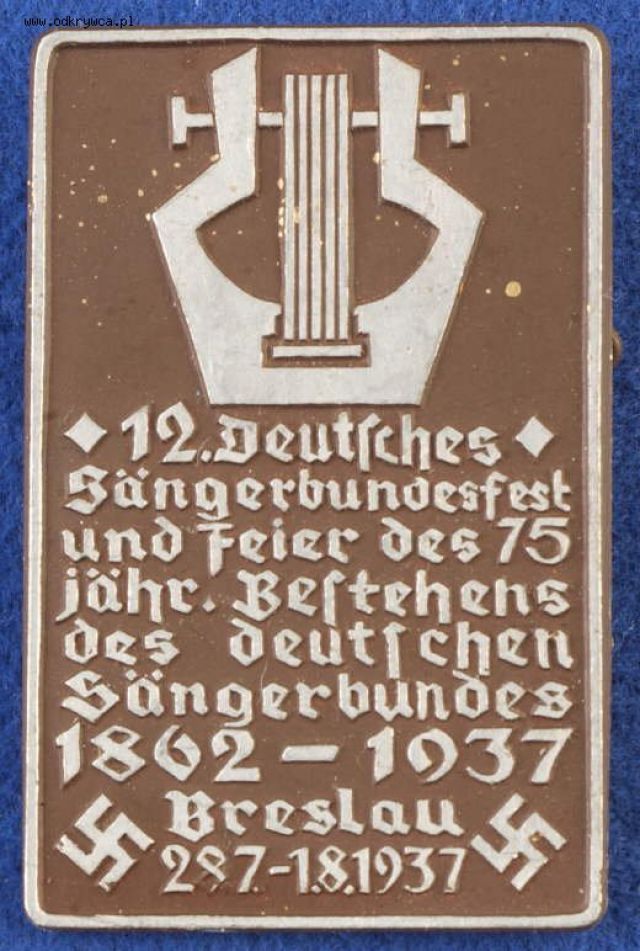 www.odkrywca.pl
12. Deutſches
Sängerbundesfest
und Feier des 75
jähr. Beſtehens
des deutſchen
Sängerbundes
1862 – 1937
Breslau
28.7.–1.8.1937